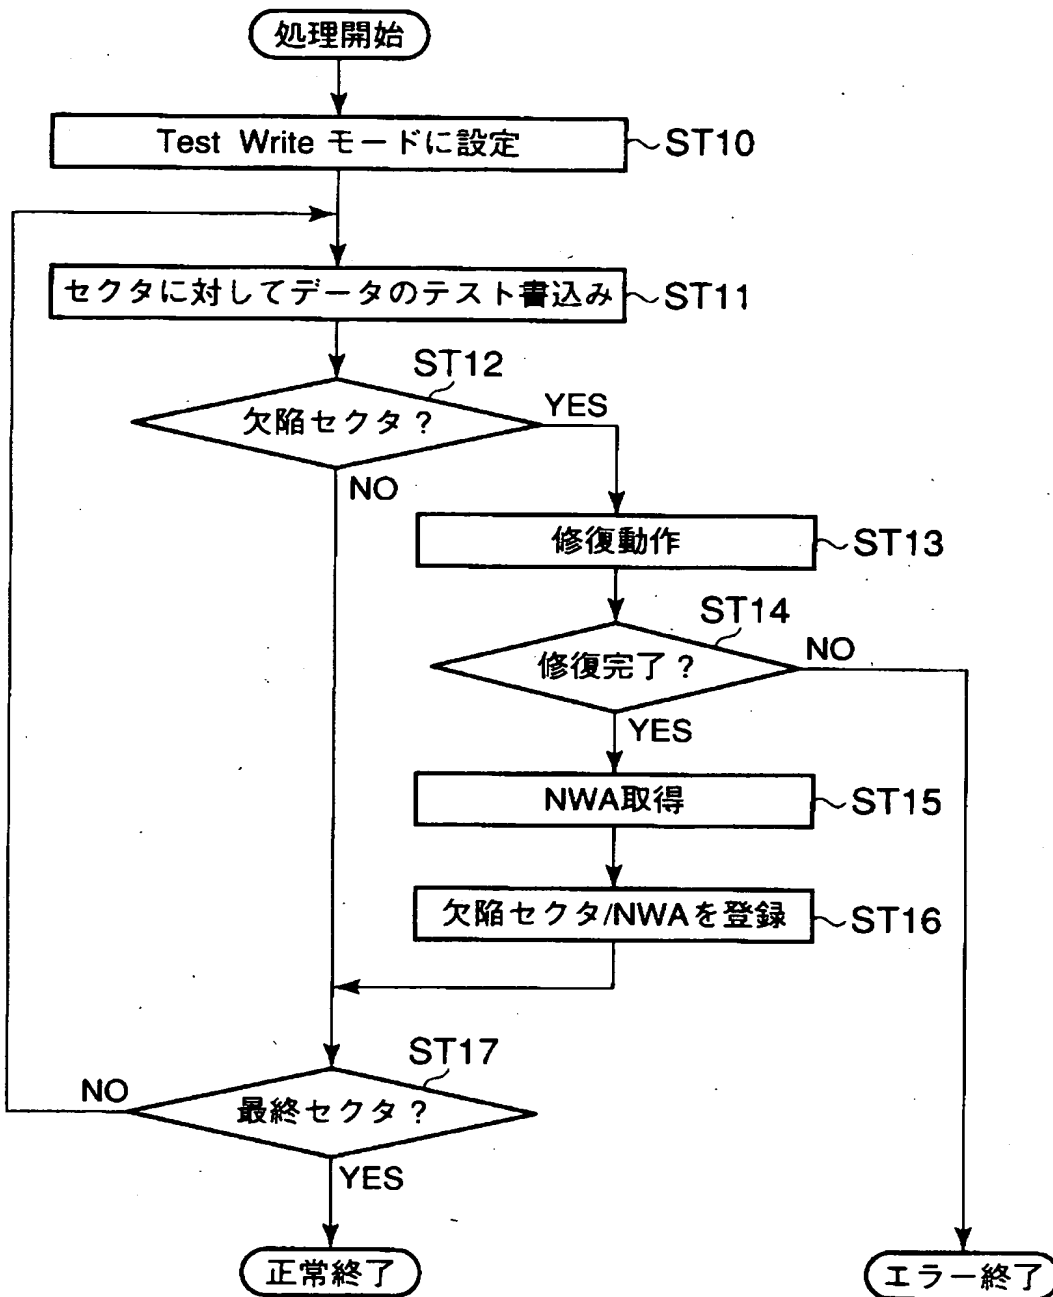 処理開始
Test Write モードに設定
ST10
セクタに対してデータのテスト書込み
ST11
ST12
欠陥セクタ?
YES
NO
修復動作
ST13
ST14
修復完了?
NO
YES
NWA取得
ST15
欠陥セクタ/NWAを登録
ST16
ST17
NO
最終セクタ?
YES
正常終了
エラー終了